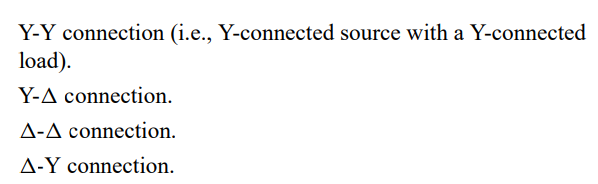 Y-Y connection (i.e., Y-connected source with a Y-connected
load).
Y-Δ connection.
Δ-Δ connection.
Δ-Y connection.